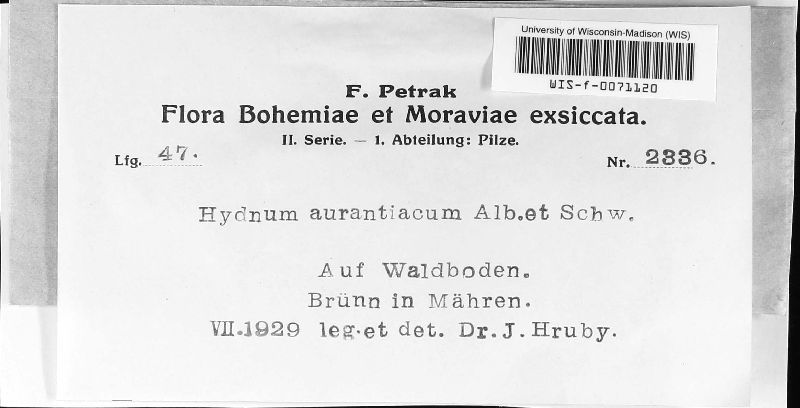 University of Wisconsin-Madison (WIS)
WIS-f-0071120
F. Petrak
Flora Bohemiae et Moraviae exsiccata.
II. Serie. — 1. Abteilung: Pilze.
Lfg. 47. Nr. 2336.
Hydnum aurantiacum Alb.et Schw.
Auf Waldboden.
Brünn in Mähren.
VII.1929 leg.et det. Dr.J.Hruby.